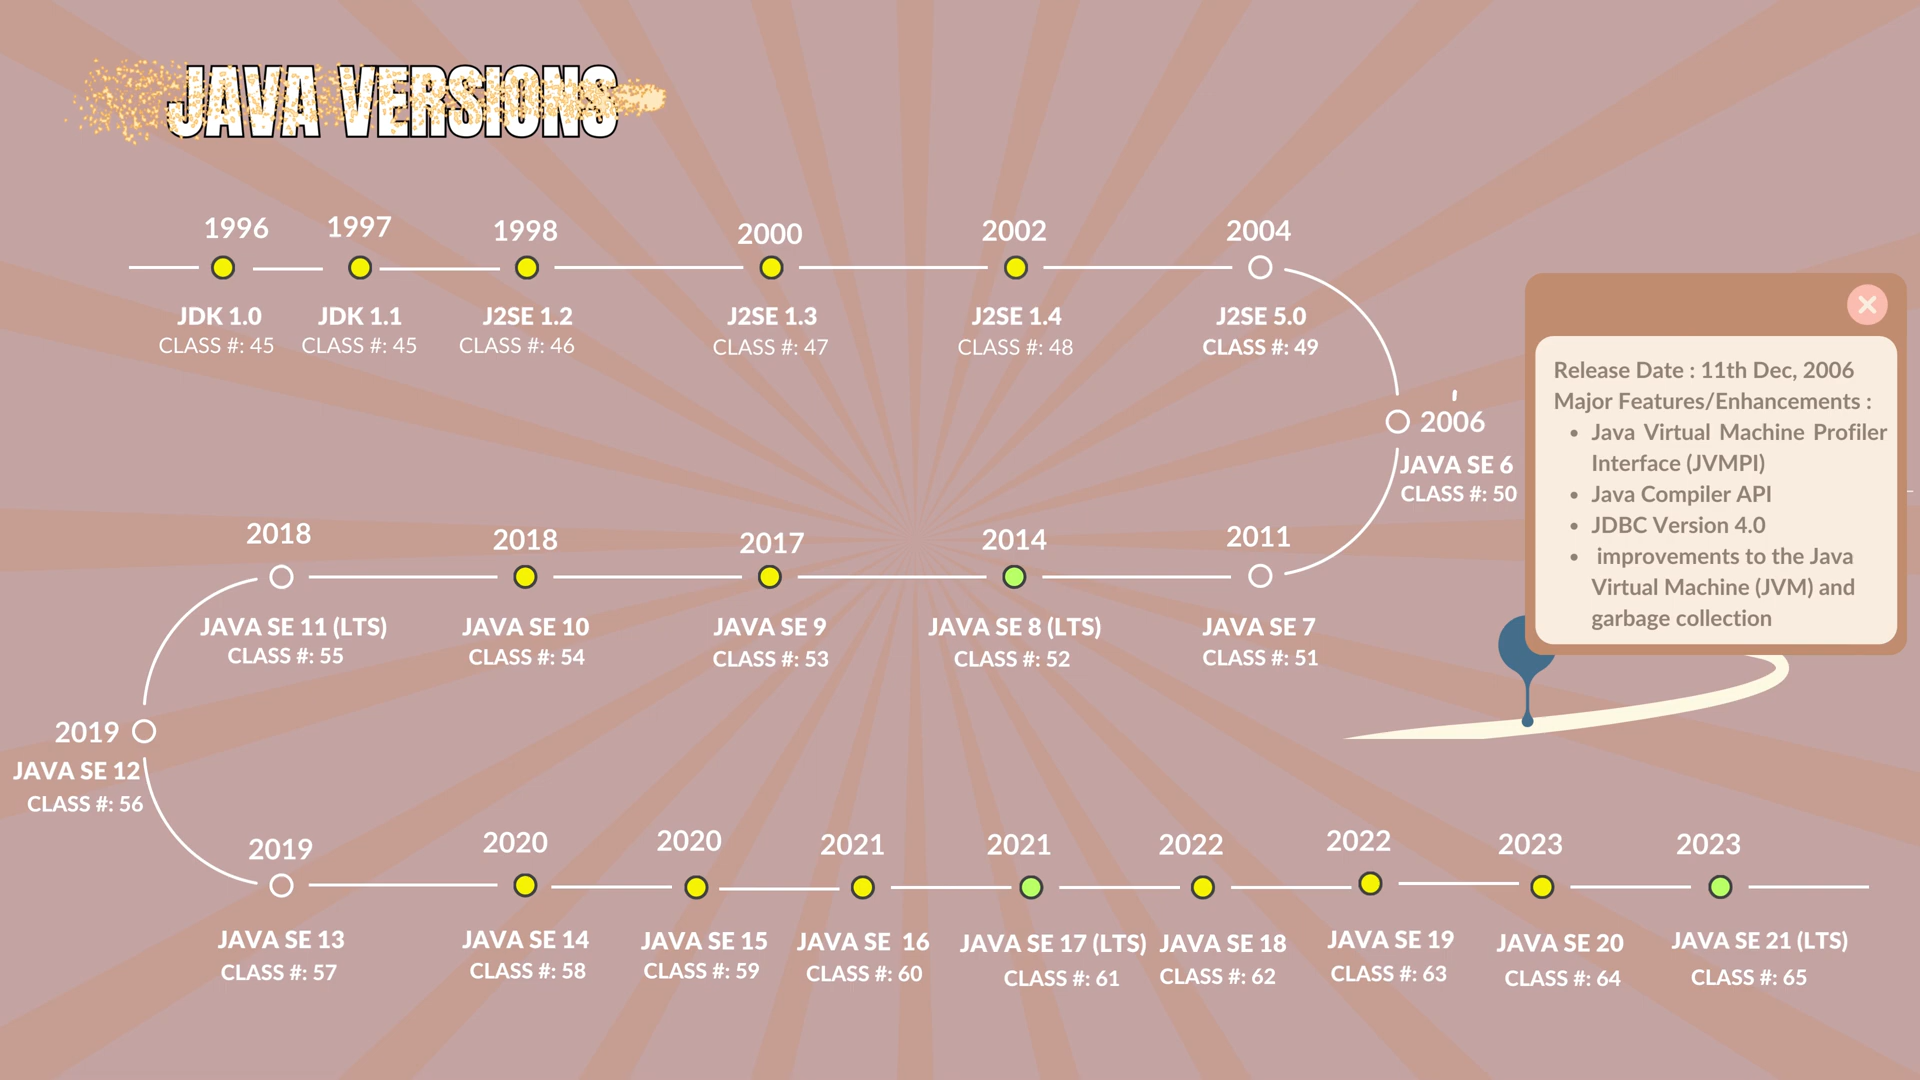 JAVA VERSIONS
1996
1997
1998
2000
2002
2004
JDK 1.0
JDK 1.1
J2SE 1.2
J2SE 1.3
J2SE 1.4
J2SE 5.0
CLASS #: 45
CLASS #: 45
CLASS #: 46
CLASS #: 47
CLASS #: 48
CLASS #: 49
2006
JAVA SE 6
CLASS #: 50
Release Date : 11th Dec, 2006
Major Features/Enhancements :
• Java Virtual Machine Profiler
Interface (JVMPI)
• Java Compiler API
• JDBC Version 4.0
• improvements to the Java
Virtual Machine (JVM) and
garbage collection
2018
2018
2017
2014
2011
JAVA SE 11 (LTS)
JAVA SE 10
JAVA SE 9
JAVA SE 8 (LTS)
JAVA SE 7
CLASS #: 55
CLASS #: 54
CLASS #: 53
CLASS #: 52
CLASS #: 51
2019
JAVA SE 12
CLASS #: 56
2019
2020
2020
2021
2021
2022
2022
2023
2023
JAVA SE 13
JAVA SE 14
JAVA SE 15
JAVA SE 16
JAVA SE 17 (LTS)
JAVA SE 18
JAVA SE 19
JAVA SE 20
JAVA SE 21 (LTS)
CLASS #: 57
CLASS #: 58
CLASS #: 59
CLASS #: 60
CLASS #: 61
CLASS #: 62
CLASS #: 63
CLASS #: 64
CLASS #: 65